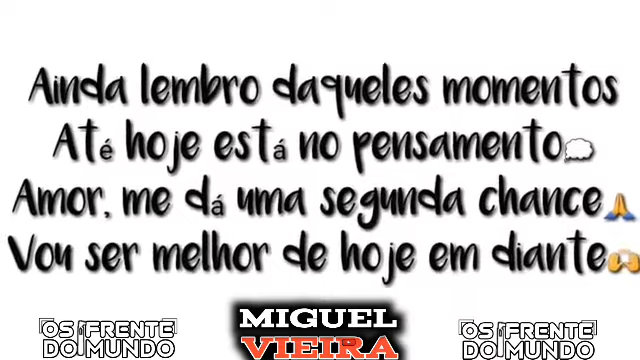 Ainda lembro daqueles momentos
Até hoje está no pensamento💭
Amor, me dá uma segunda chance🙏
Vou ser melhor de hoje em diante🙌
OS FRENTE
DO MUNDO
MIGUEL
VIEIRA
OS FRENTE
DO MUNDO